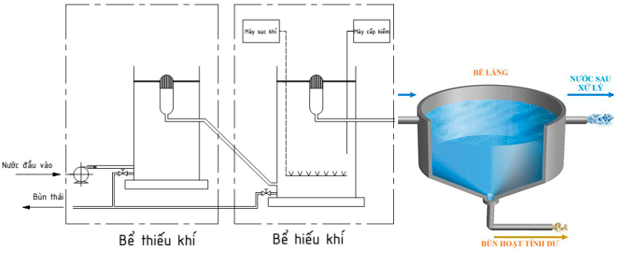 Máy sục khí
Máy cấp kiềm
BỂ LẮNG
NƯỚC SAU
XỬ LÝ
Nước đầu vào
Bùn thải
Bể thiếu khí
Bể hiếu khí
BÙN HOẠT TÍNH DƯ